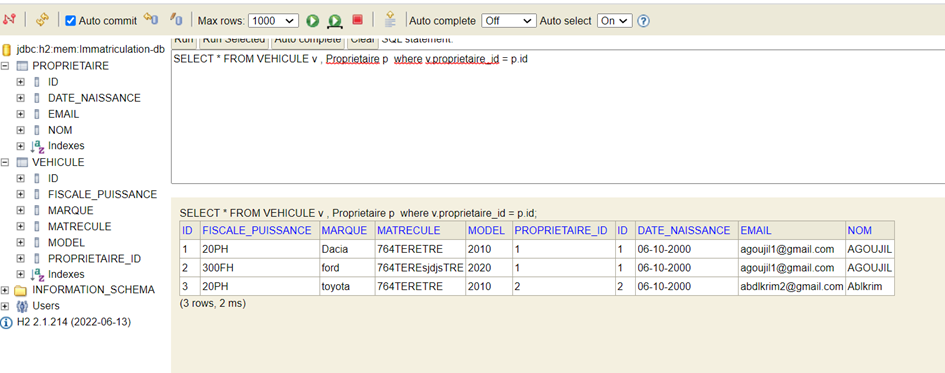 Auto commit Max rows: 1000 Auto complete Off Auto select On
Run Run Selected Auto complete Clear SQL statement:
jdbc:h2:mem:Immatriculation-db
PROPRIETAIRE
ID
DATE_NAISSANCE
EMAIL
NOM
Indexes
VEHICULE
ID
FISCALE_PUISSANCE
MARQUE
MATRECULE
MODEL
PROPRIETAIRE_ID
Indexes
INFORMATION_SCHEMA
Users
H2 2.1.214 (2022-06-13)
SELECT * FROM VEHICULE v , Proprietaire p where v.proprietaire_id = p.id
SELECT * FROM VEHICULE v , Proprietaire p where v.proprietaire_id = p.id;
ID FISCALE_PUISSANCE MARQUE MATRECULE MODEL PROPRIETAIRE_ID ID DATE_NAISSANCE EMAIL NOM
1 20PH Dacia 764TERETRE 2010 1 1 06-10-2000 agoujil1@gmail.com AGOUJIL
2 300FH ford 764TEREsjdjsTRE 2020 1 1 06-10-2000 agoujil1@gmail.com AGOUJIL
3 20PH toyota 764TERETRE 2010 2 2 06-10-2000 abdlkrim2@gmail.com Ablkrim
(3 rows, 2 ms)